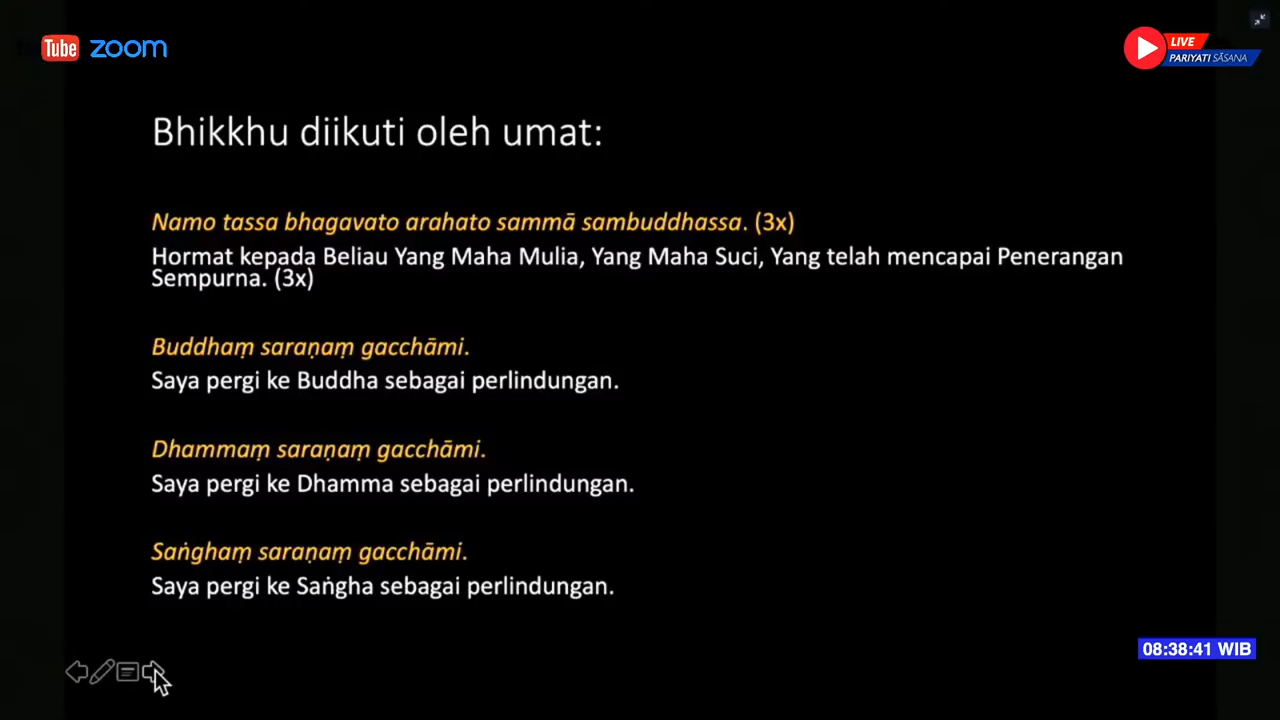 Tube zoom
LIVE
PARIYATI SĀSANA
Bhikkhu diikuti oleh umat:
Namo tassa bhagavato arahato sammā sambuddhassa. (3x)
Hormat kepada Beliau Yang Maha Mulia, Yang Maha Suci, Yang telah mencapai Penerangan
Sempurna. (3x)
Buddhaṃ saraṇaṃ gacchāmi.
Saya pergi ke Buddha sebagai perlindungan.
Dhammaṃ saraṇaṃ gacchāmi.
Saya pergi ke Dhamma sebagai perlindungan.
Saṅghaṃ saraṇaṃ gacchāmi.
Saya pergi ke Saṅgha sebagai perlindungan.
08:38:41 WIB